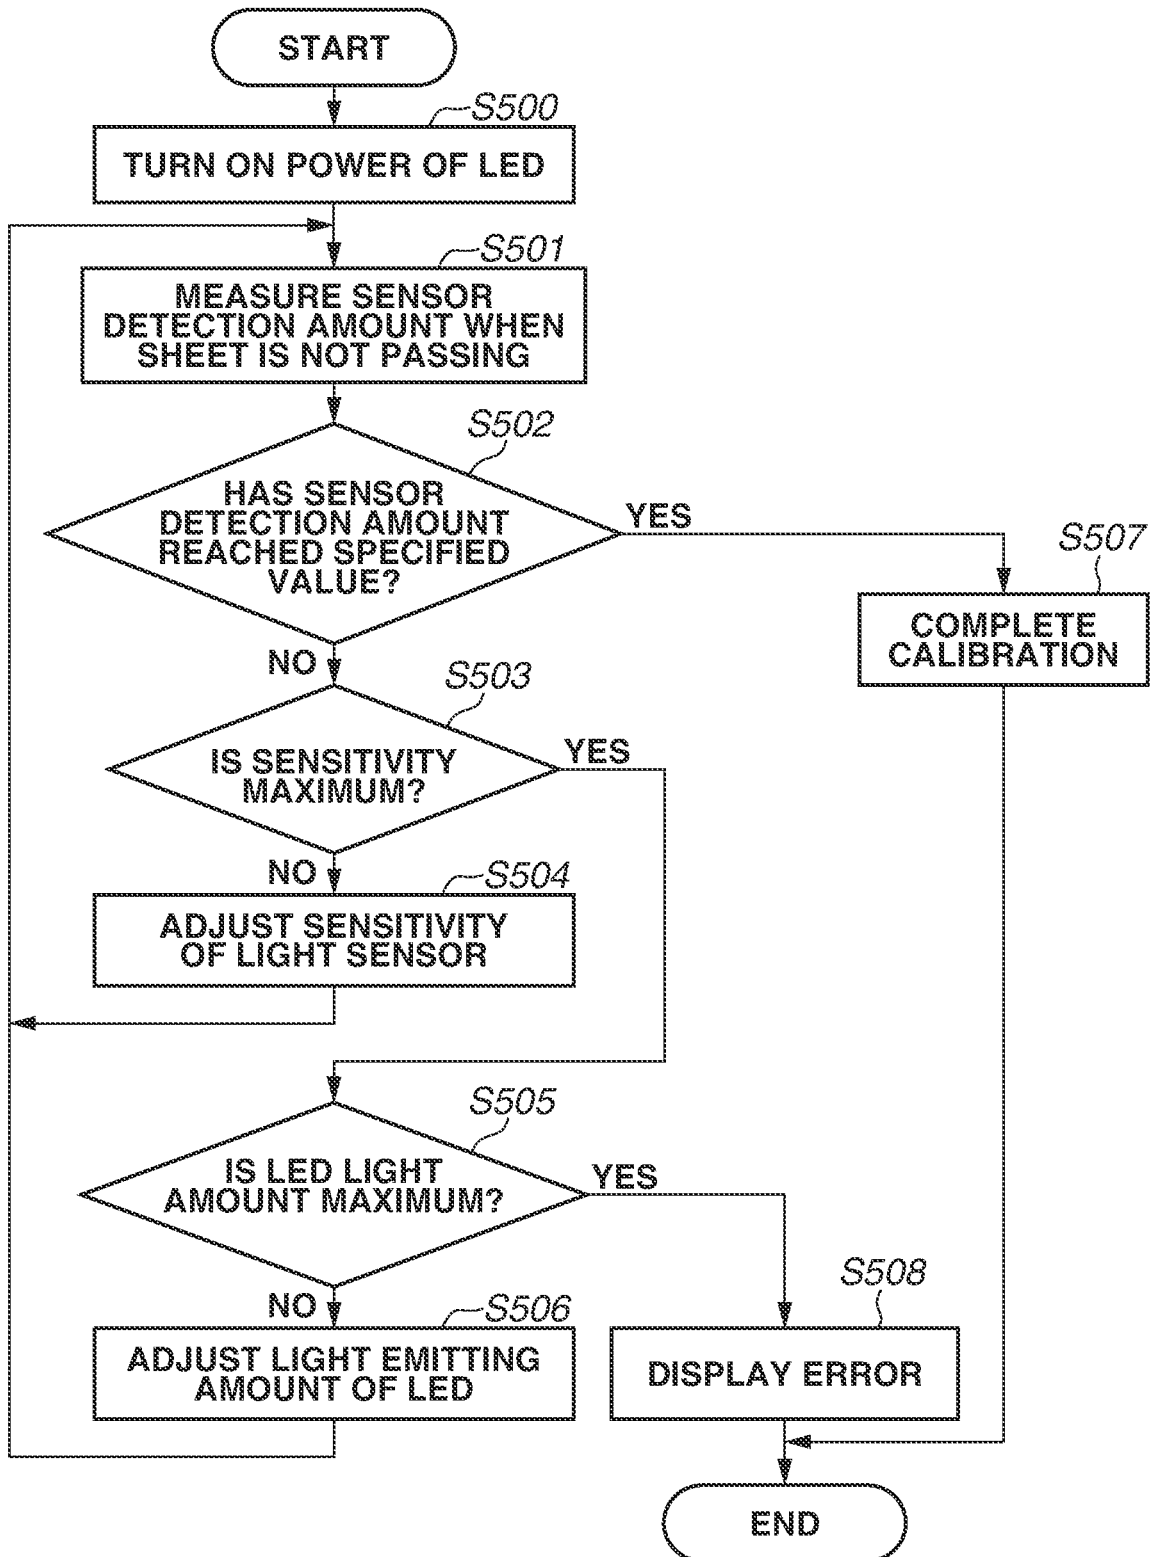 START
S500
TURN ON POWER OF LED
S501
MEASURE SENSOR
DETECTION AMOUNT WHEN
SHEET IS NOT PASSING
S502
HAS SENSOR
DETECTION AMOUNT
REACHED SPECIFIED
VALUE?
YES
S507
COMPLETE
CALIBRATION
NO
S503
IS SENSITIVITY
MAXIMUM?
YES
NO
S504
ADJUST SENSITIVITY
OF LIGHT SENSOR
S505
IS LED LIGHT
AMOUNT MAXIMUM?
YES
S508
NO
S506
ADJUST LIGHT EMITTING
AMOUNT OF LED
DISPLAY ERROR
END